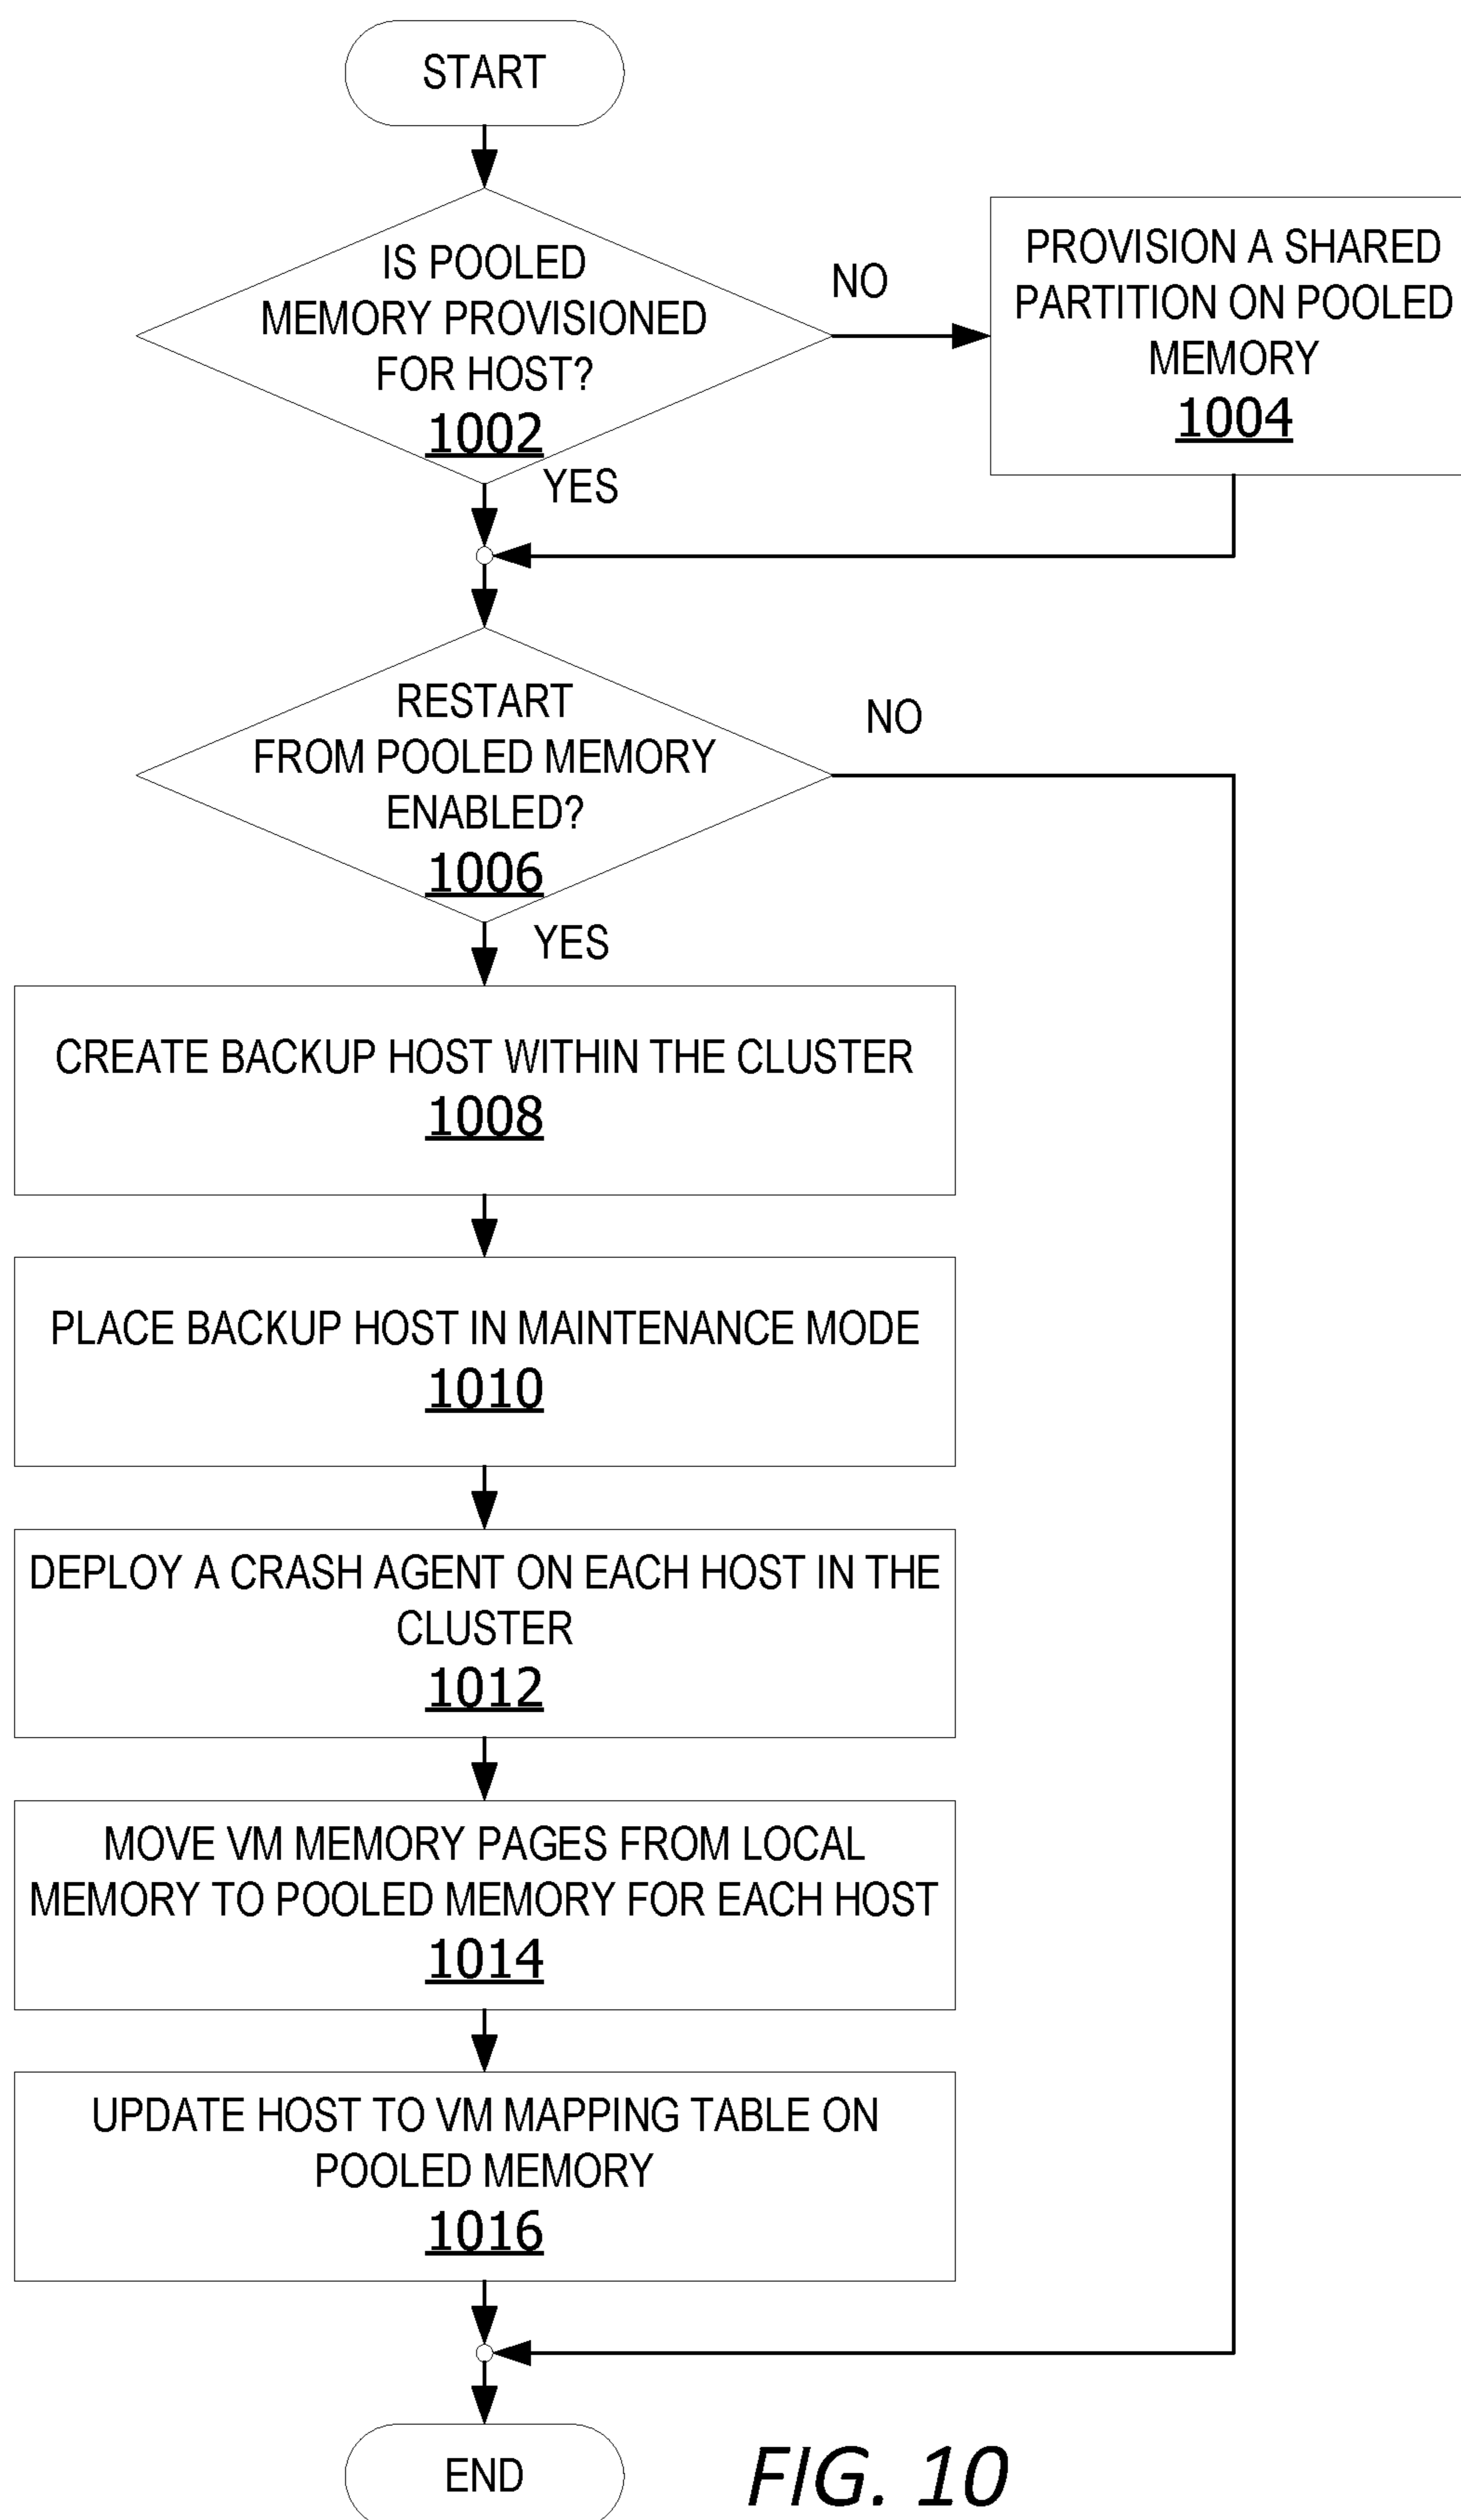 START
IS POOLED
MEMORY PROVISIONED
FOR HOST?
1002
NO
YES
PROVISION A SHARED
PARTITION ON POOLED
MEMORY
1004
RESTART
FROM POOLED MEMORY
ENABLED?
1006
NO
YES
CREATE BACKUP HOST WITHIN THE CLUSTER
1008
PLACE BACKUP HOST IN MAINTENANCE MODE
1010
DEPLOY A CRASH AGENT ON EACH HOST IN THE
CLUSTER
1012
MOVE VM MEMORY PAGES FROM LOCAL
MEMORY TO POOLED MEMORY FOR EACH HOST
1014
UPDATE HOST TO VM MAPPING TABLE ON
POOLED MEMORY
1016
END
FIG. 10